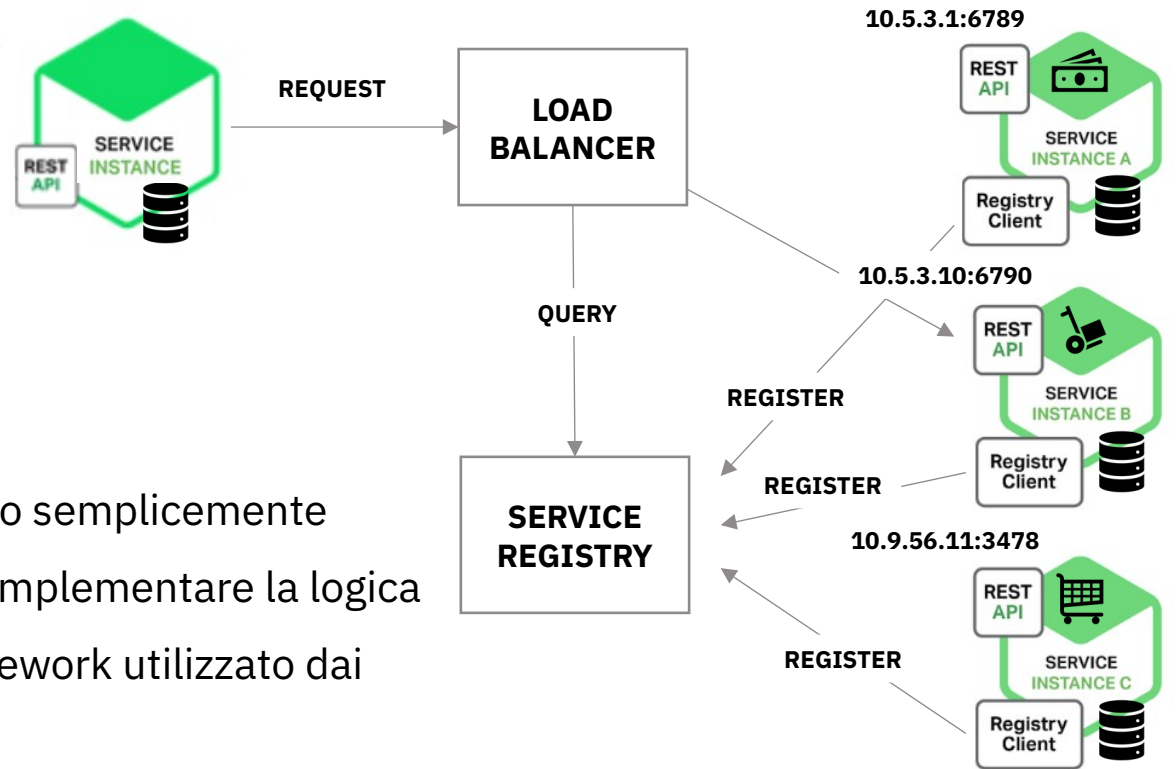 REST
API
SERVICE
INSTANCE
REQUEST
LOAD
BALANCER
QUERY
SERVICE
REGISTRY
REGISTER
REGISTER
REGISTER
10.5.3.1:6789
REST
API
SERVICE
INSTANCE A
Registry
Client
10.5.3.10:6790
REST
API
SERVICE
INSTANCE B
Registry
Client
10.9.56.11:3478
REST
API
SERVICE
INSTANCE C
Registry
Client
o semplicemente
mplementare la logica
ework utilizzato dai